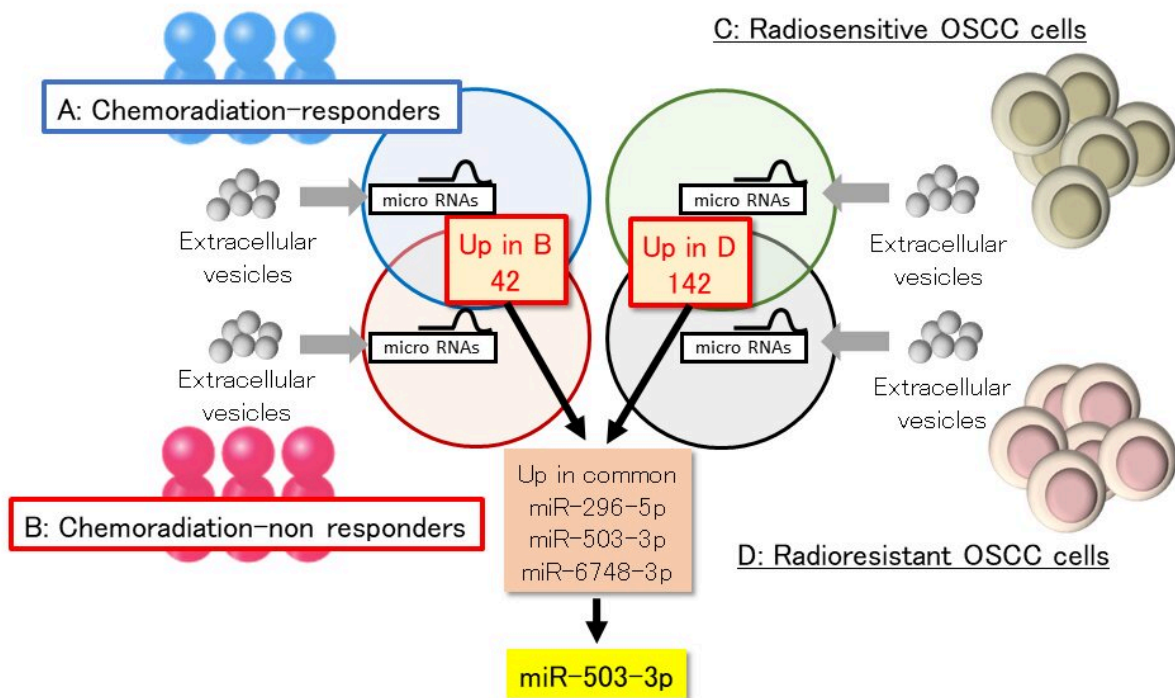 C: Radiosensitive OSCC cells
A: Chemoradiation-responders
micro RNAs
micro RNAs
Extracellular
vesicles
Up in B
42
Up in D
142
Extracellular
vesicles
micro RNAs
micro RNAs
Extracellular
vesicles
Extracellular
vesicles
B: Chemoradiation-non responders
Up in common
miR-296-5p
miR-503-3p
miR-6748-3p
D: Radioresistant OSCC cells
miR-503-3p